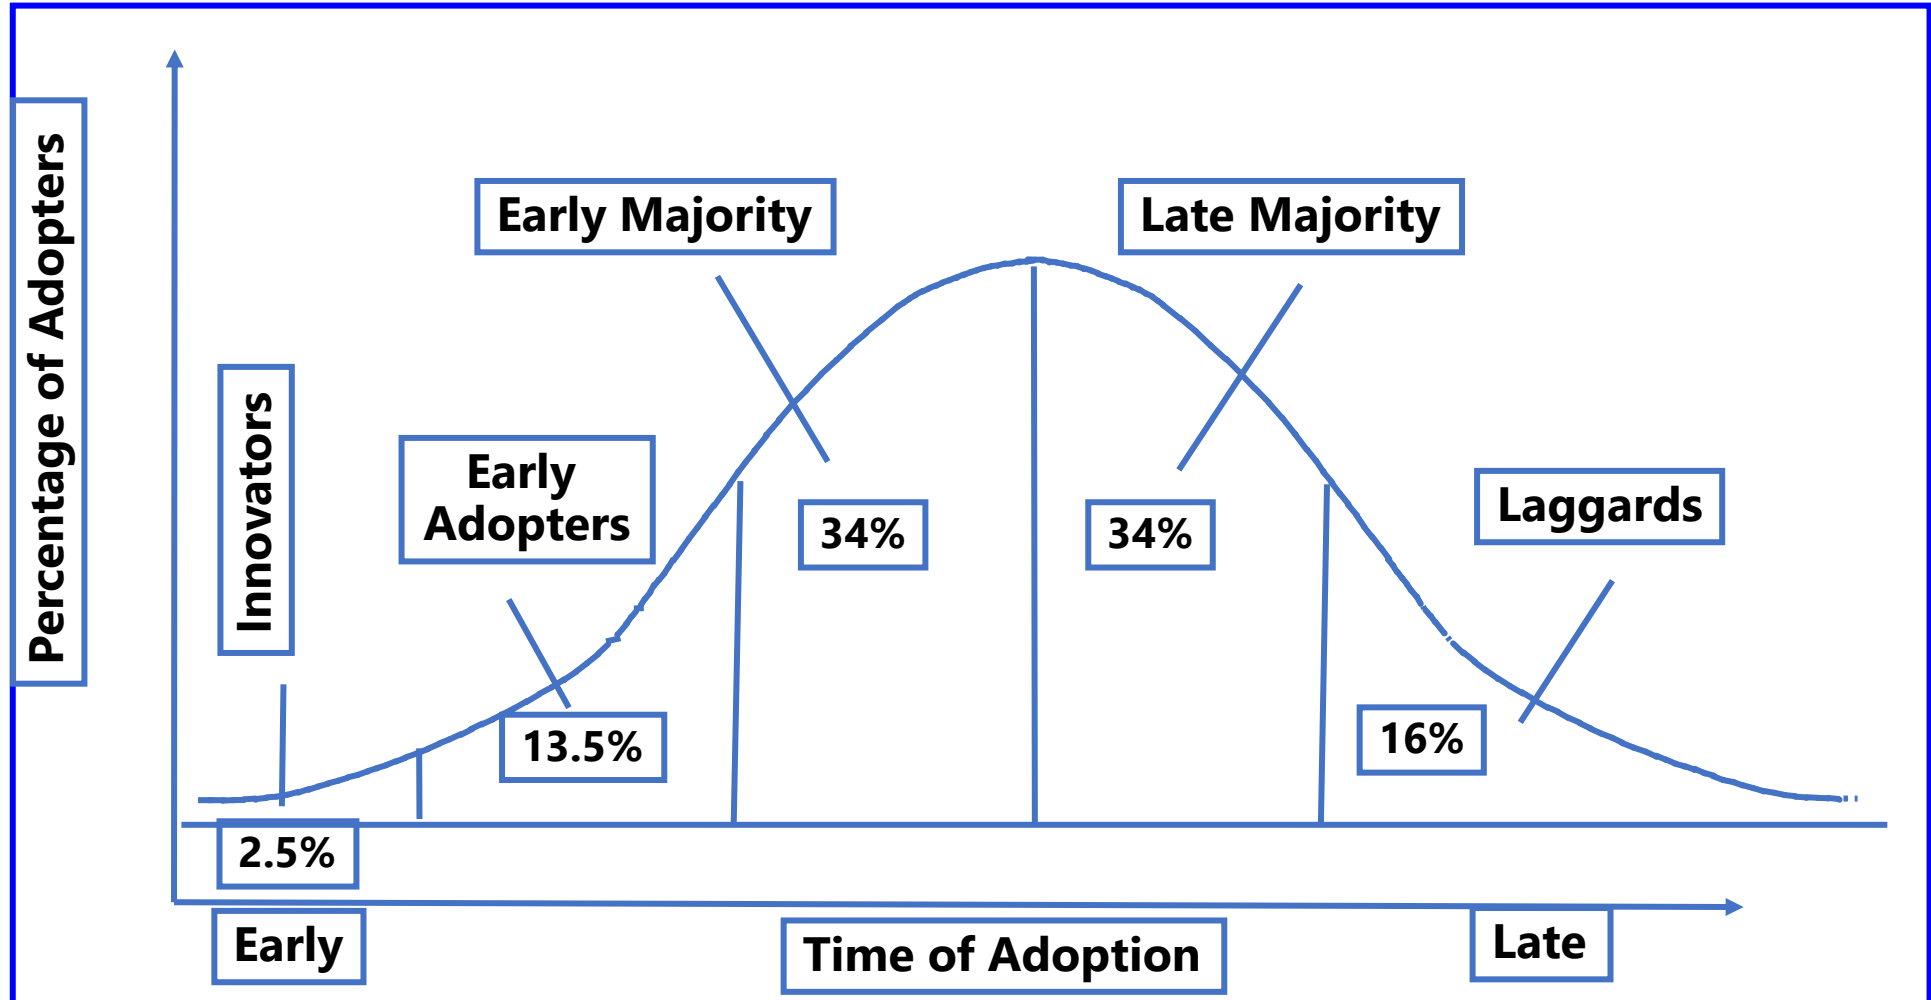 Percentage of Adopters
Early Majority
Late Majority
Innovators
Early
Adopters
34%
34%
Laggards
13.5%
16%
2.5%
Early
Time of Adoption
Late